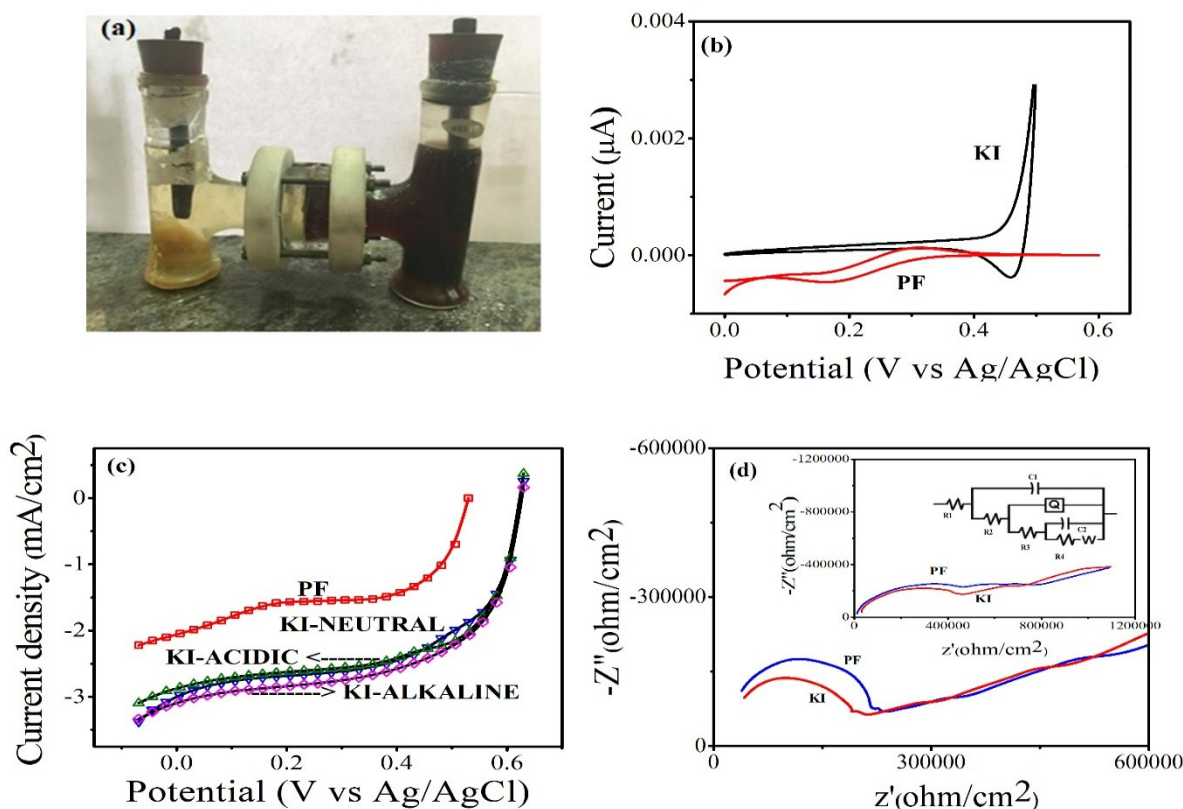 (a)
(b)
0.004
0.002
0.000
Current (μA)
KI
PF
0.0 0.2 0.4 0.6
Potential (V vs Ag/AgCl)
(c)
0
-1
-2
-3
Current density (mA/cm2)
PF
KI-NEUTRAL
KI-ACIDIC <-------
-------> KI-ALKALINE
0.0 0.2 0.4 0.6
Potential (V vs Ag/AgCl)
(d)
-600000
-300000
0
-Z"(ohm/cm2)
PF
KI
0 300000 600000
z'(ohm/cm2)
-1200000
-800000
-400000
0
-Z"(ohm/cm2)
C1
Q
R1
R2
C2
R3
R4
W
PF
KI
0 400000 800000 1200000
z'(ohm/cm2)